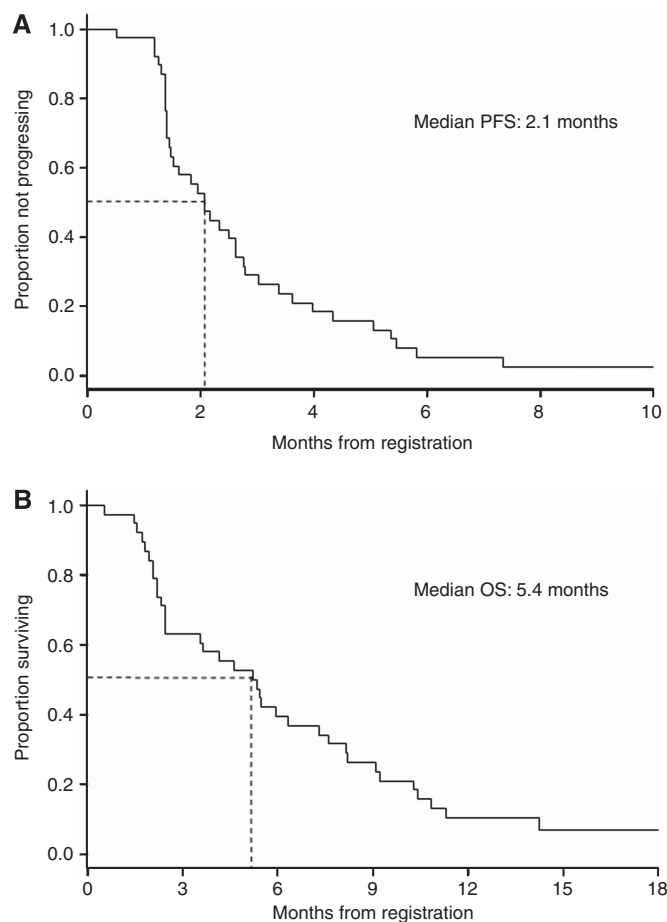 A
Proportion not progressing
1.0
0.8
0.6
0.4
0.2
0.0
Median PFS: 2.1 months
0 2 4 6 8 10
Months from registration
B
Proportion surviving
1.0
0.8
0.6
0.4
0.2
0.0
Median OS: 5.4 months
0 3 6 9 12 15 18
Months from registration